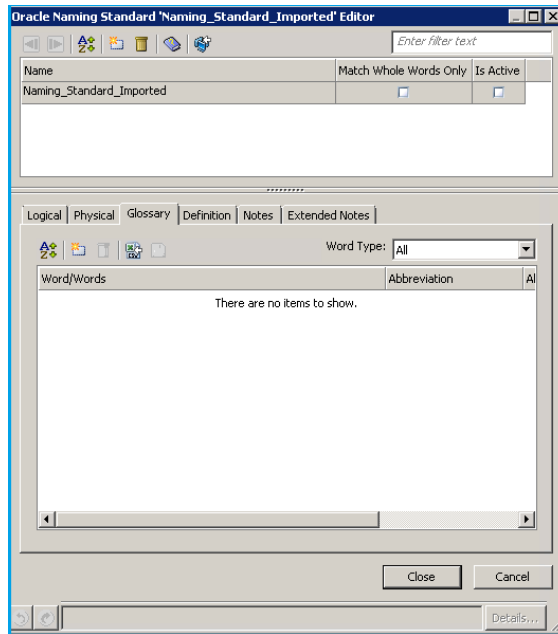 Oracle Naming Standard 'Naming_Standard_Imported' Editor
Enter filter text
Name Match Whole Words Only Is Active
Naming_Standard_Imported
Logical Physical Glossary Definition Notes Extended Notes
Word Type: All
Word/Words Abbreviation Al
There are no items to show.
Close Cancel
Details...